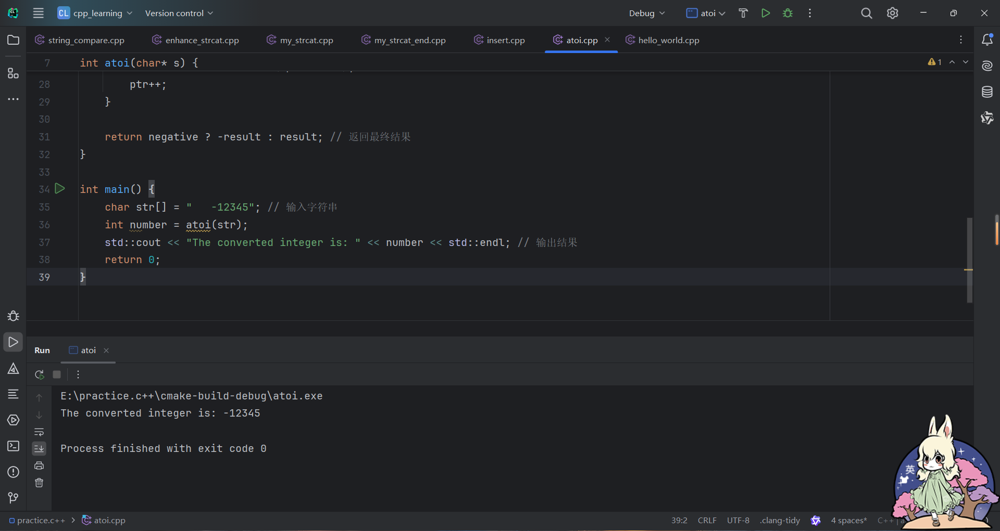 CL cpp_learning Version control Debug atoi
string_compare.cpp enhance_strcat.cpp my_strcat.cpp my_strcat_end.cpp insert.cpp atoi.cpp hello_world.cpp
7 int atoi(char* s) { 1
28 ptr++;
29 }
30
31 return negative ? -result : result; // 返回最终结果
32 }
33
34 int main() {
35 char str[] = "   -12345"; // 输入字符串
36 int number = atoi(str);
37 std::cout << "The converted integer is: " << number << std::endl; // 输出结果
38 return 0;
39 }
Run atoi
E:\practice.c++\cmake-build-debug\atoi.exe
The converted integer is: -12345
Process finished with exit code 0
英
practice.c++ > atoi.cpp 39:2 CRLF UTF-8 .clang-tidy 4 spaces* C++